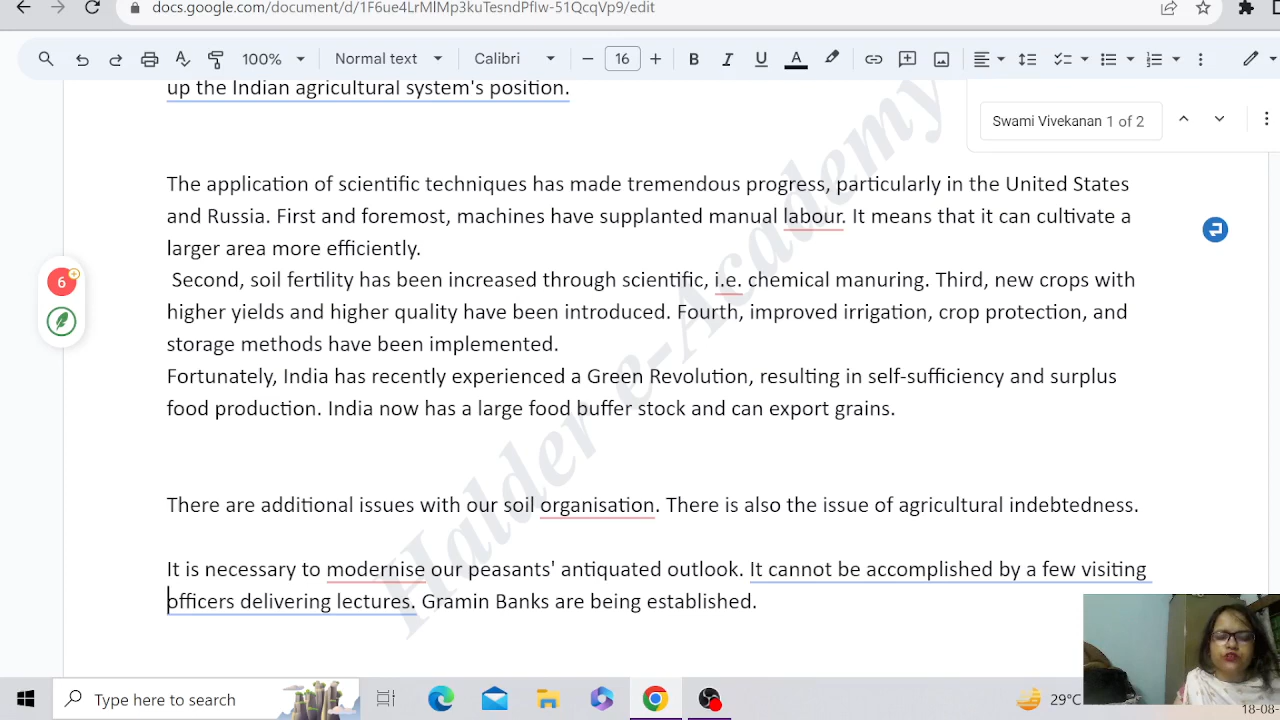 docs.google.com/document/d/1F6ue4LrMlMp3kuTesndPflw-51QcqVp9/edit
100% Normal text Calibri 16 B I U A
up the Indian agricultural system's position.
Swami Vivekanan 1 of 2
The application of scientific techniques has made tremendous progress, particularly in the United States
and Russia. First and foremost, machines have supplanted manual labour. It means that it can cultivate a
larger area more efficiently.
Second, soil fertility has been increased through scientific, i.e. chemical manuring. Third, new crops with
higher yields and higher quality have been introduced. Fourth, improved irrigation, crop protection, and
storage methods have been implemented.
Fortunately, India has recently experienced a Green Revolution, resulting in self-sufficiency and surplus
food production. India now has a large food buffer stock and can export grains.
6
There are additional issues with our soil organisation. There is also the issue of agricultural indebtedness.
It is necessary to modernise our peasants' antiquated outlook. It cannot be accomplished by a few visiting
officers delivering lectures. Gramin Banks are being established.
Halder e-Academy
Type here to search
29°C
18-08-